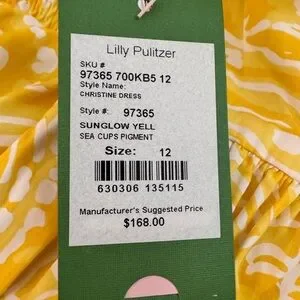 Lilly Pulitzer
SKU #
97365 700KB5 12
Style Name:
CHRISTINE DRESS
Style #: 97365
SUNGLOW YELL
SEA CUPS PIGMENT
Size: 12
630306 135115
Manufacturer's Suggested Price
$168.00